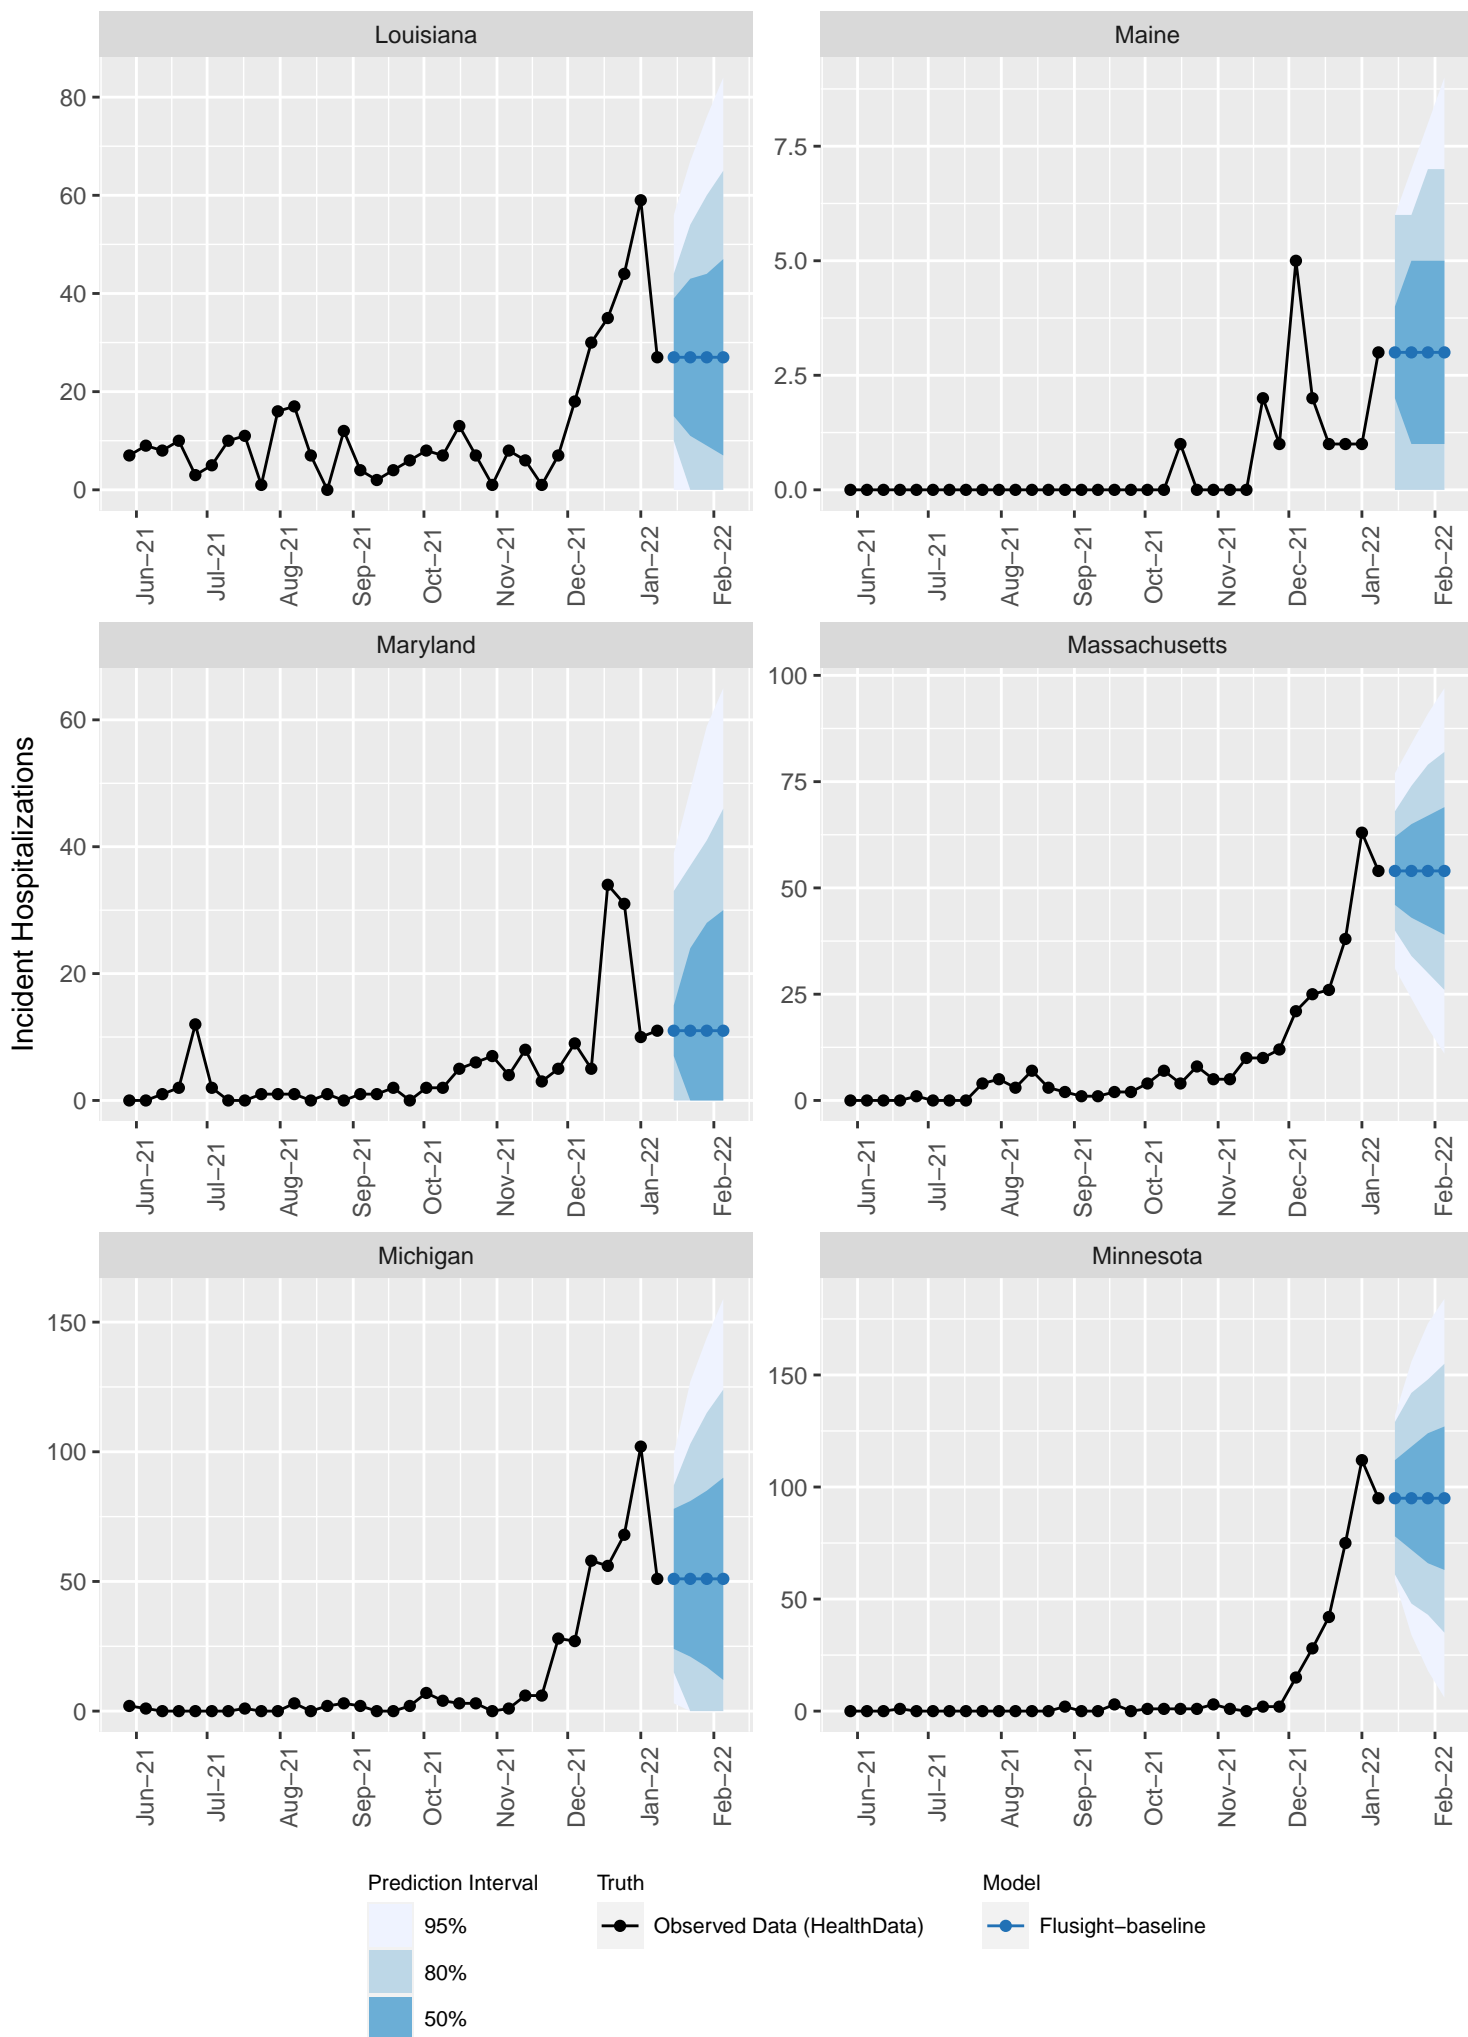 Louisiana
Maine
80
60
40
20
0
7.5
5.0
2.5
0.0
Jun−21
Jul−21
Aug−21
Sep−21
Oct−21
Nov−21
Dec−21
Jan−22
Feb−22
Jun−21
Jul−21
Aug−21
Sep−21
Oct−21
Nov−21
Dec−21
Jan−22
Feb−22
Incident Hospitalizations
Maryland
Massachusetts
60
40
20
0
100
75
50
25
0
Jun−21
Jul−21
Aug−21
Sep−21
Oct−21
Nov−21
Dec−21
Jan−22
Feb−22
Jun−21
Jul−21
Aug−21
Sep−21
Oct−21
Nov−21
Dec−21
Jan−22
Feb−22
Michigan
Minnesota
150
100
50
0
150
100
50
0
Jun−21
Jul−21
Aug−21
Sep−21
Oct−21
Nov−21
Dec−21
Jan−22
Feb−22
Jun−21
Jul−21
Aug−21
Sep−21
Oct−21
Nov−21
Dec−21
Jan−22
Feb−22
Prediction Interval
95%
80%
50%
Truth
Observed Data (HealthData)
Model
Flusight−baseline